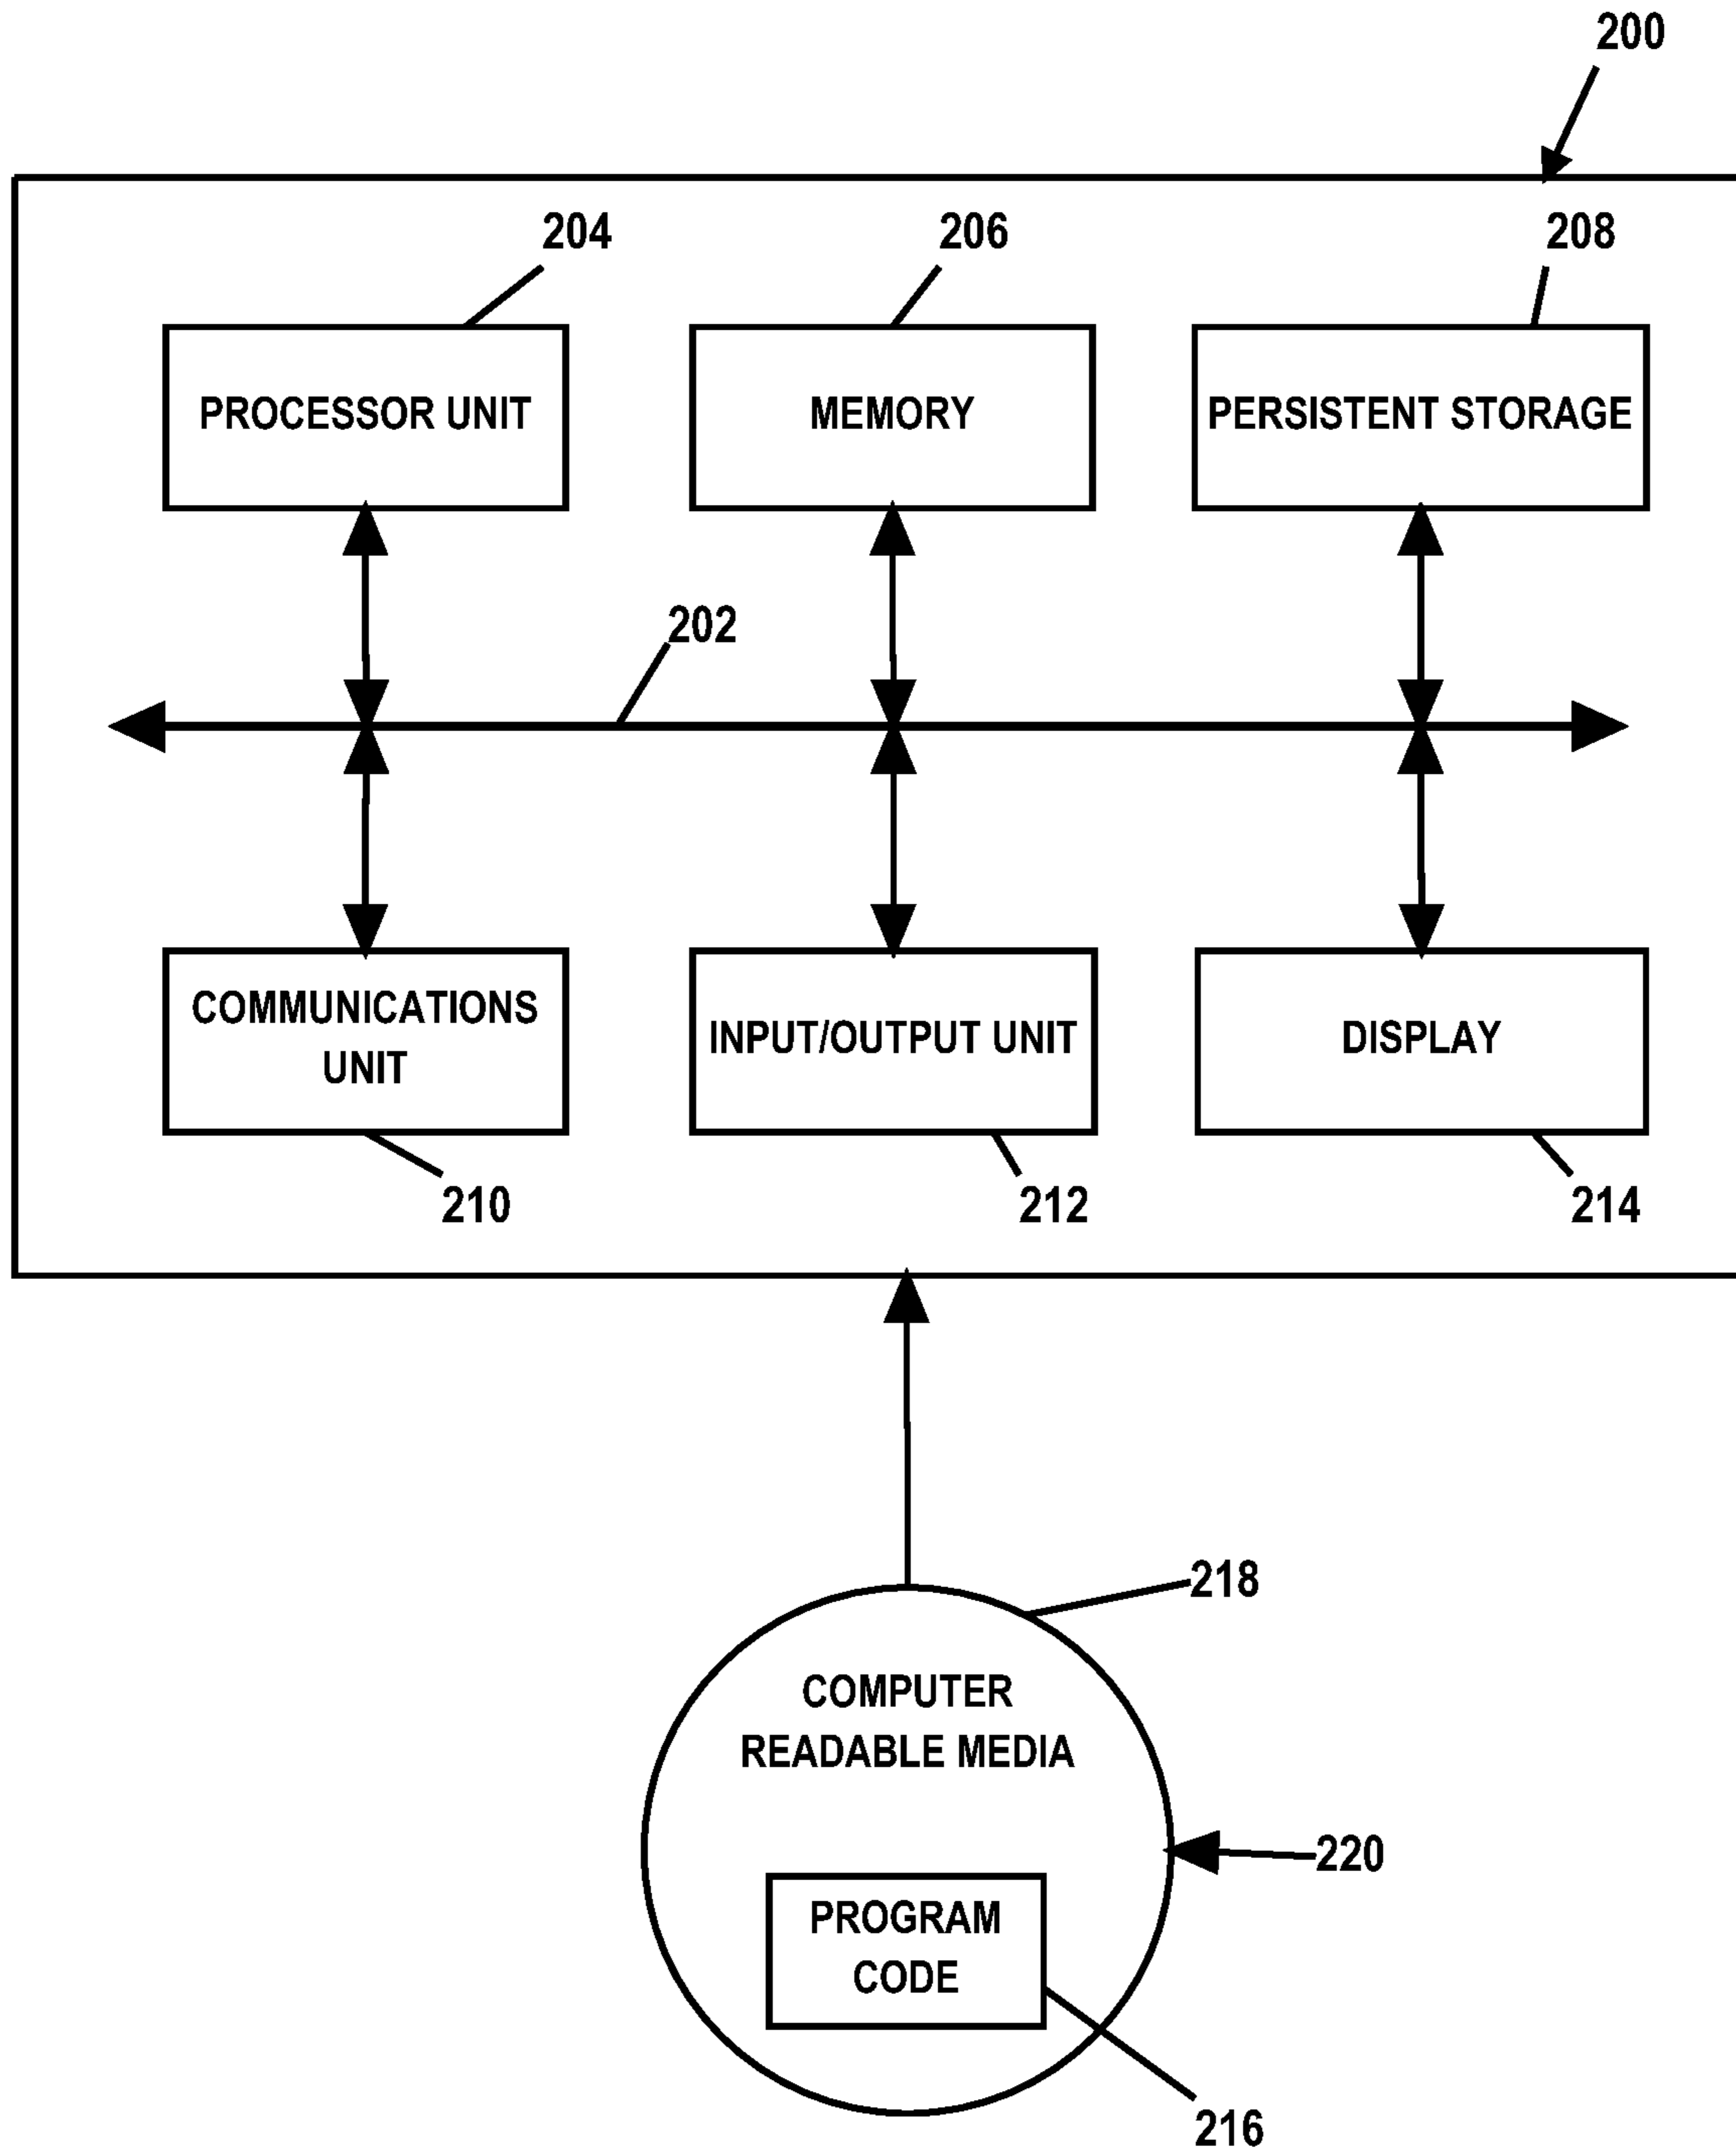 200
204
206
208
PROCESSOR UNIT
MEMORY
PERSISTENT STORAGE
202
COMMUNICATIONS
UNIT
INPUT/OUTPUT UNIT
DISPLAY
210
212
214
218
COMPUTER
READABLE MEDIA
220
PROGRAM
CODE
216